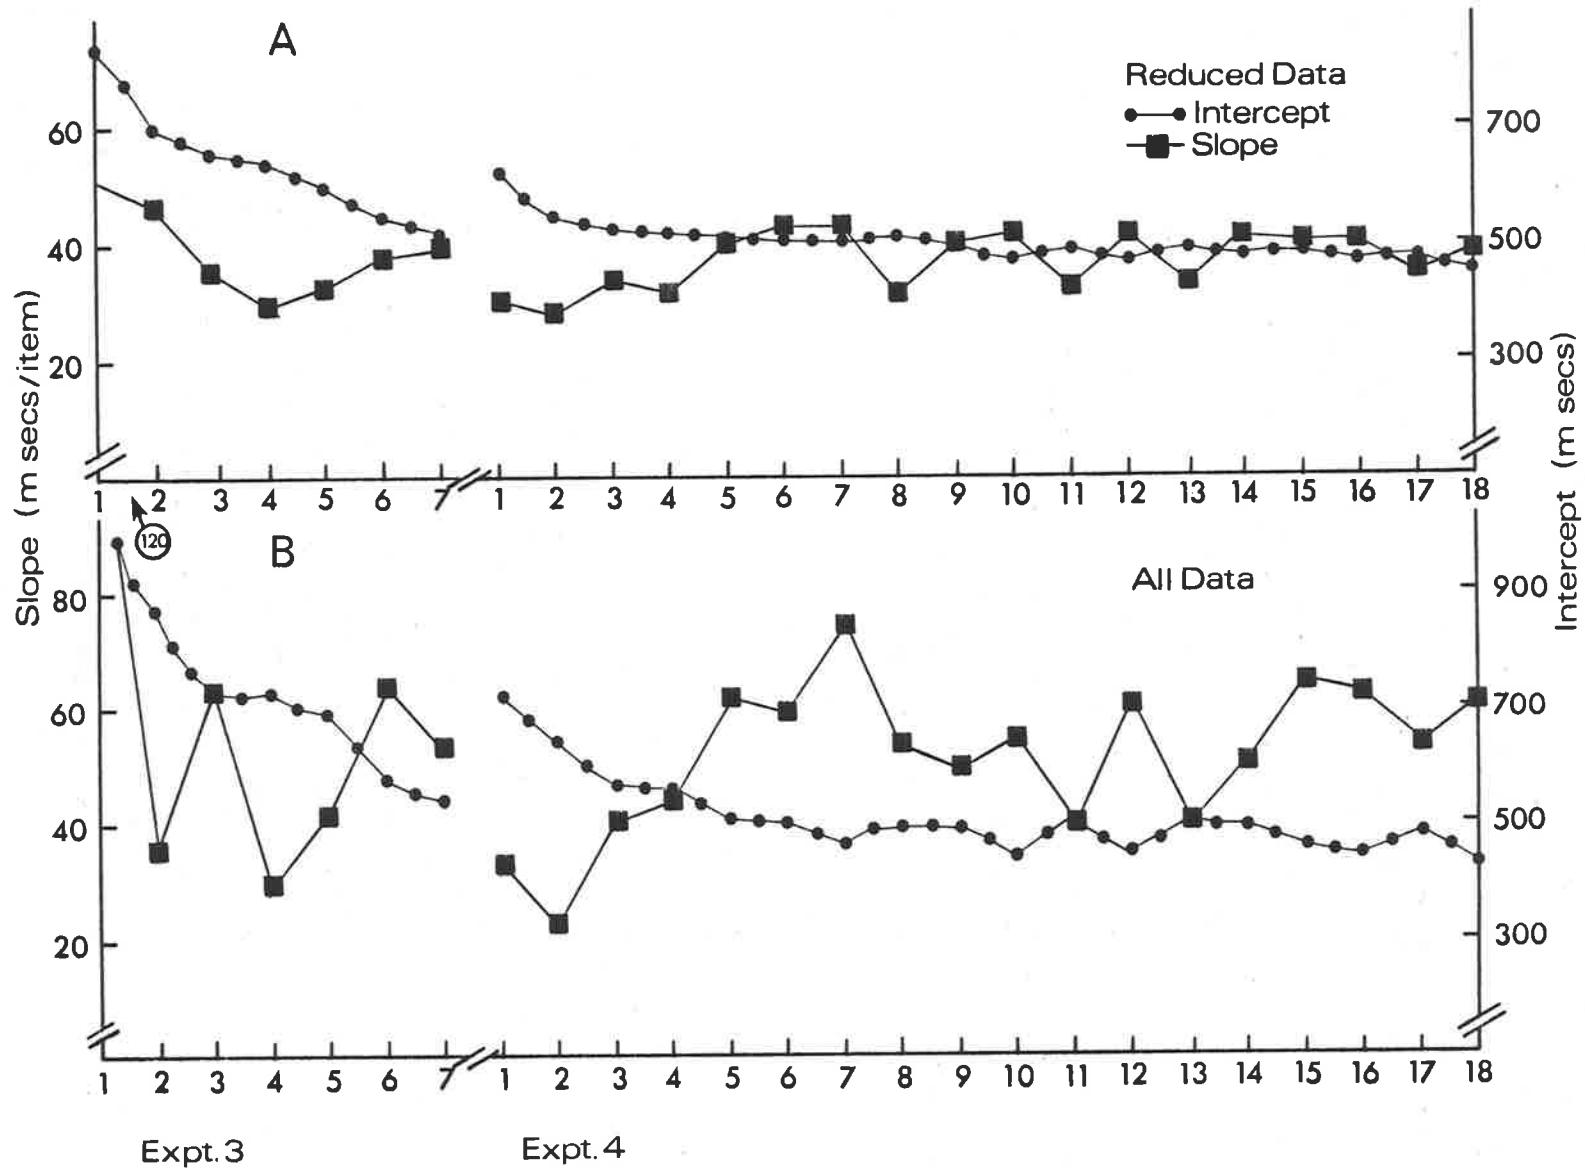 A
Reduced Data
Intercept
Slope
60
40
20
700
500
300
1 2 3 4 5 6 7 1 2 3 4 5 6 7 8 9 10 11 12 13 14 15 16 17 18
Slope (m secs/item)
Intercept (m secs)
120
B
All Data
80
60
40
20
900
700
500
300
1 2 3 4 5 6 7 1 2 3 4 5 6 7 8 9 10 11 12 13 14 15 16 17 18
Expt.3
Expt.4